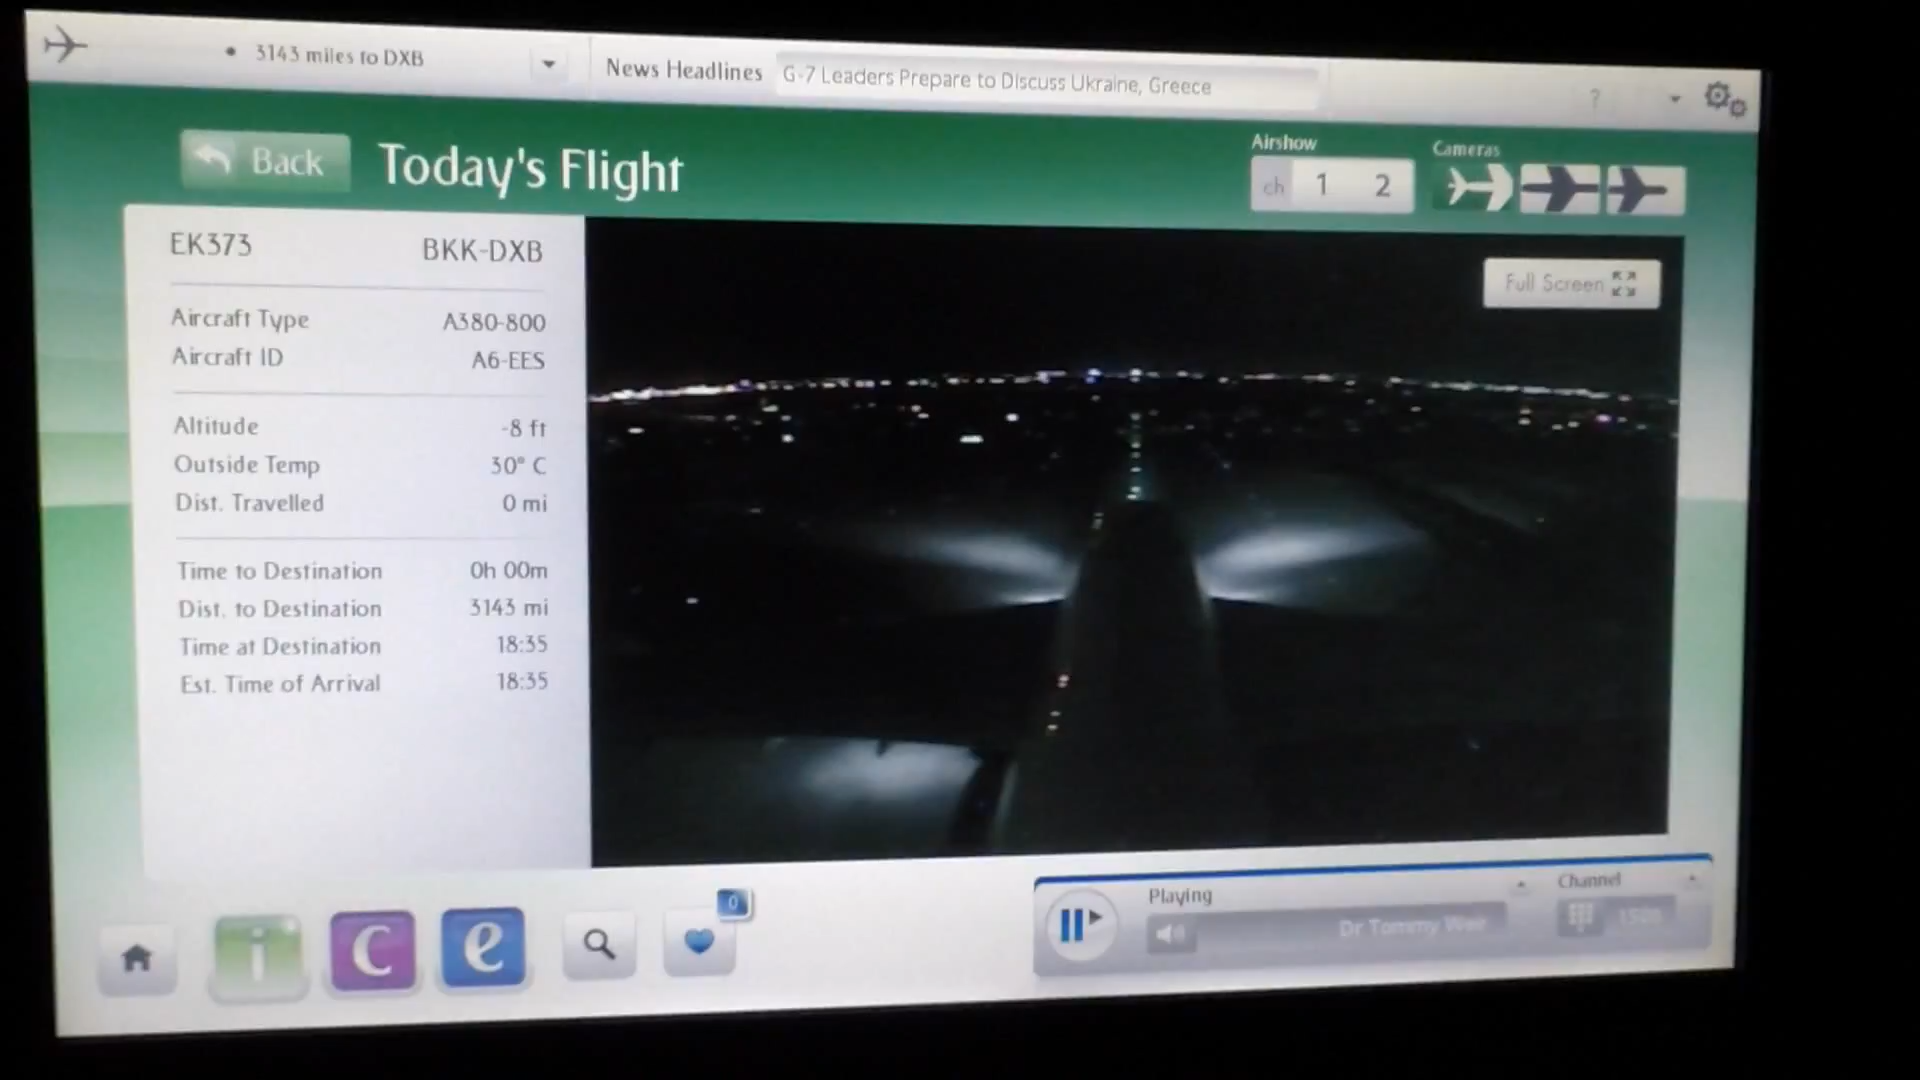 3143 miles to DXB
News Headlines
G-7 Leaders Prepare to Discuss Ukraine, Greece
?
Back
Today's Flight
Airshow
ch 1 2
Cameras
EK373 BKK-DXB
Aircraft Type A380-800
Aircraft ID A6-EES
Altitude -8 ft
Outside Temp 30° C
Dist. Travelled 0 mi
Time to Destination 0h 00m
Dist. to Destination 3143 mi
Time at Destination 18:35
Est. Time of Arrival 18:35
Full Screen
i
C
e
0
Playing
Dr Tommy Weir
Channel